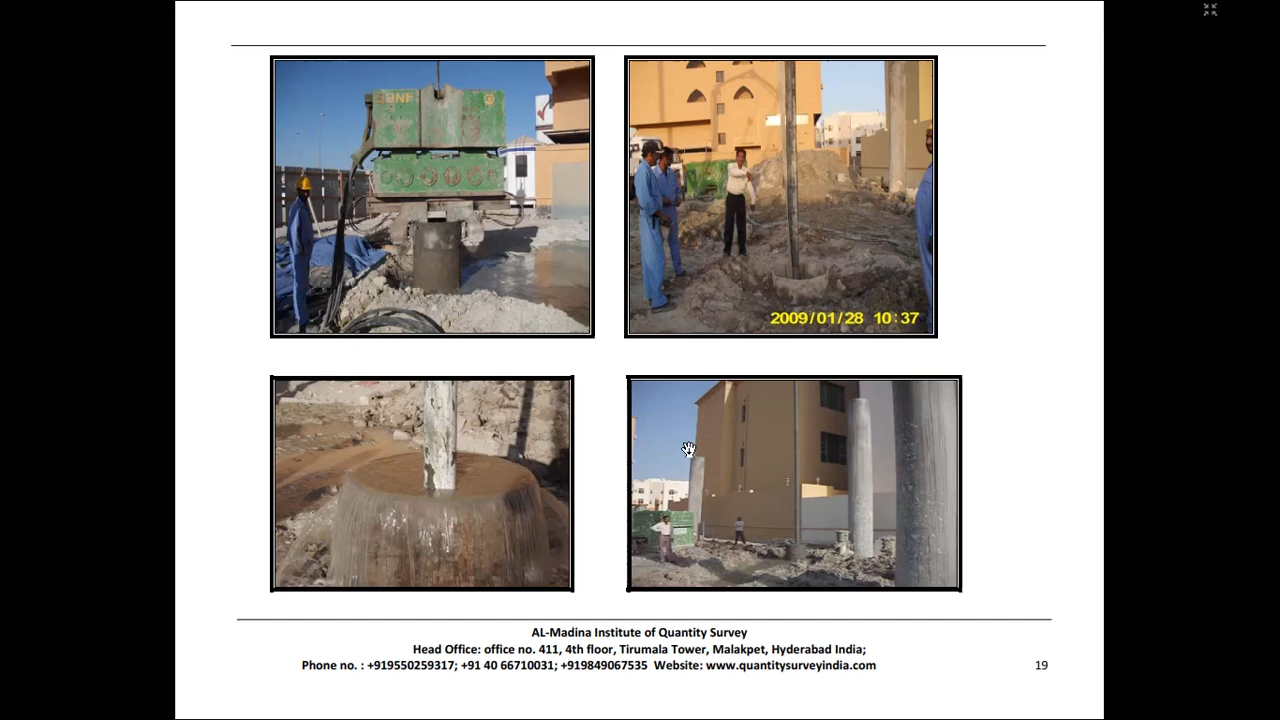 2009/01/28 10:37
AL-Madina Institute of Quantity Survey
Head Office: office no. 411, 4th floor, Tirumala Tower, Malakpet, Hyderabad India;
Phone no. : +919550259317; +91 40 66710031; +919849067535 Website: www.quantitysurveyindia.com
19